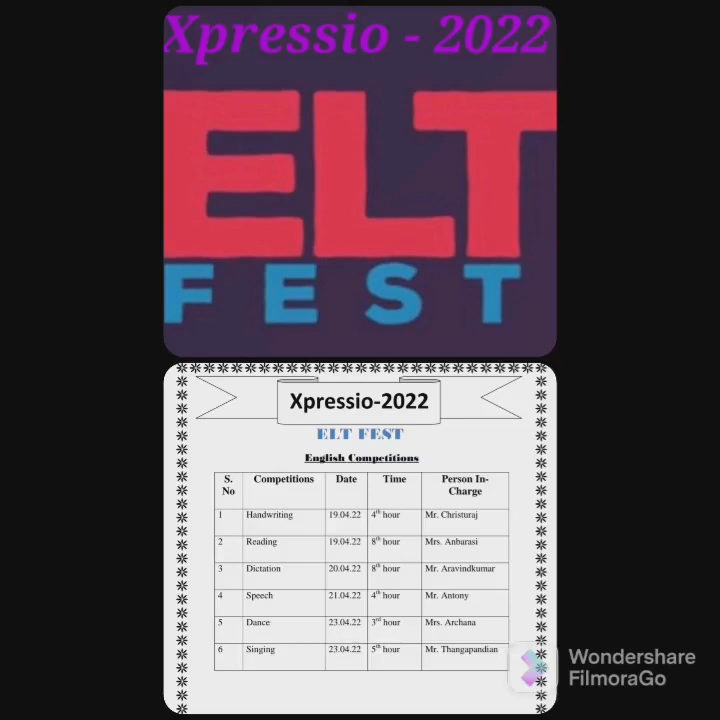 Xpressio - 2022
ELT
FEST
Xpressio-2022
ELT FEST
English Competitions
S. No Competitions Date Time Person In-Charge
1 Handwriting 19.04.22 4th hour Mr. Christuraj
2 Reading 19.04.22 8th hour Mrs. Anbarasi
3 Dictation 20.04.22 8th hour Mr. Aravindkumar
4 Speech 21.04.22 4th hour Mr. Antony
5 Dance 23.04.22 3rd hour Mrs. Archana
6 Singing 23.04.22 5th hour Mr. Thangapandian
Wondershare
FilmoraGo